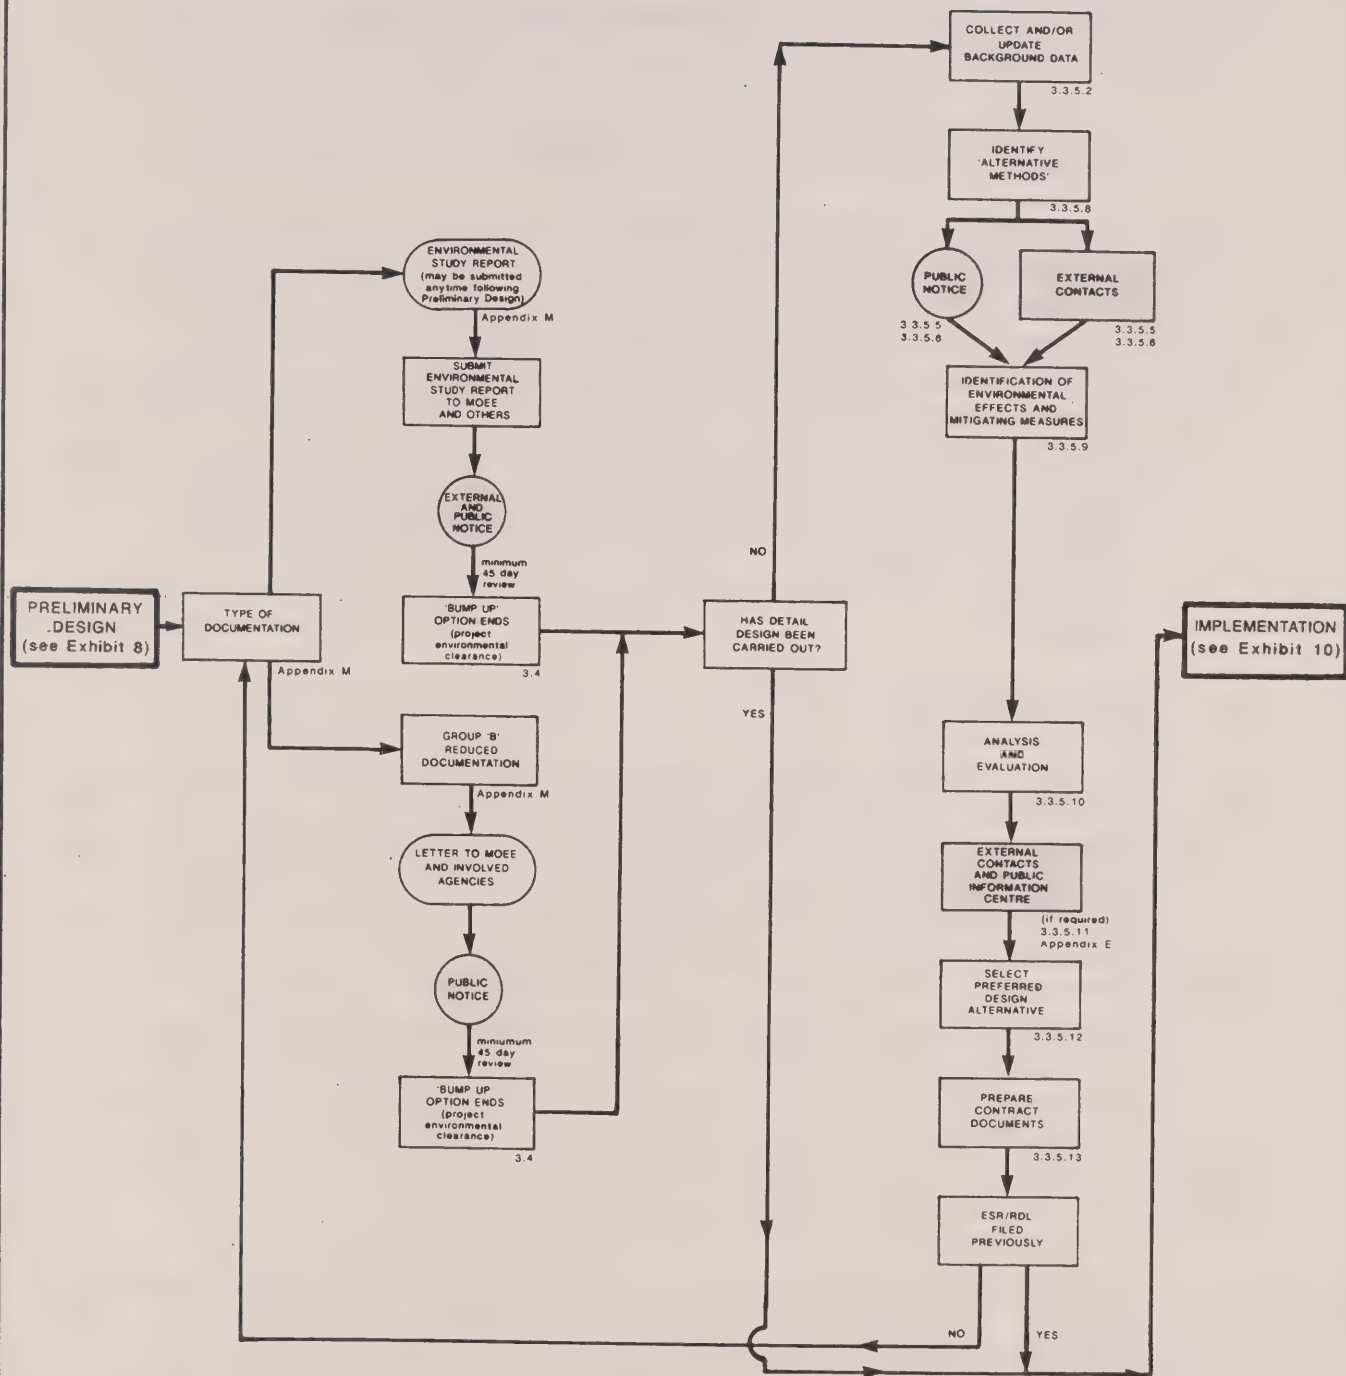 COLLECT AND/OR
UPDATE
BACKGROUND DATA
3.3.5.2
IDENTIFY
'ALTERNATIVE
METHODS'
3.3.5.8
PUBLIC
NOTICE
3 3.5 5
3.3.5.6
EXTERNAL
CONTACTS
3.3.5.5
3.3.5.6
IDENTIFICATION OF
ENVIRONMENTAL
EFFECTS AND
MITIGATING MEASURES
3.3.5.9
ENVIRONMENTAL
STUDY REPORT
(may be submitted
anytime following
Preliminary Design)
Appendix M
SUBMIT
ENVIRONMENTAL
STUDY REPORT
TO MOEE
AND OTHERS
EXTERNAL
AND
PUBLIC
NOTICE
minimum
45 day
review
'BUMP UP'
OPTION ENDS
(project
environmental
clearance)
3.4
PRELIMINARY
DESIGN
(see Exhibit 8)
TYPE OF
DOCUMENTATION
Appendix M
NO
HAS DETAIL
DESIGN BEEN
CARRIED OUT?
YES
IMPLEMENTATION
(see Exhibit 10)
GROUP 'B'
REDUCED
DOCUMENTATION
Appendix M
LETTER TO MOEE
AND INVOLVED
AGENCIES
PUBLIC
NOTICE
miniumum
45 day
review
'BUMP UP
OPTION ENDS
(project
environmental
clearance)
3.4
ANALYSIS
AND
EVALUATION
3.3.5.10
EXTERNAL
CONTACTS
AND PUBLIC
INFORMATION
CENTRE
(if required)
3.3.5.11
Appendix E
SELECT
PREFERRED
DESIGN
ALTERNATIVE
3.3.5.12
PREPARE
CONTRACT
DOCUMENTS
3.3.5.13
ESR/RDL
FILED
PREVIOUSLY
NO
YES